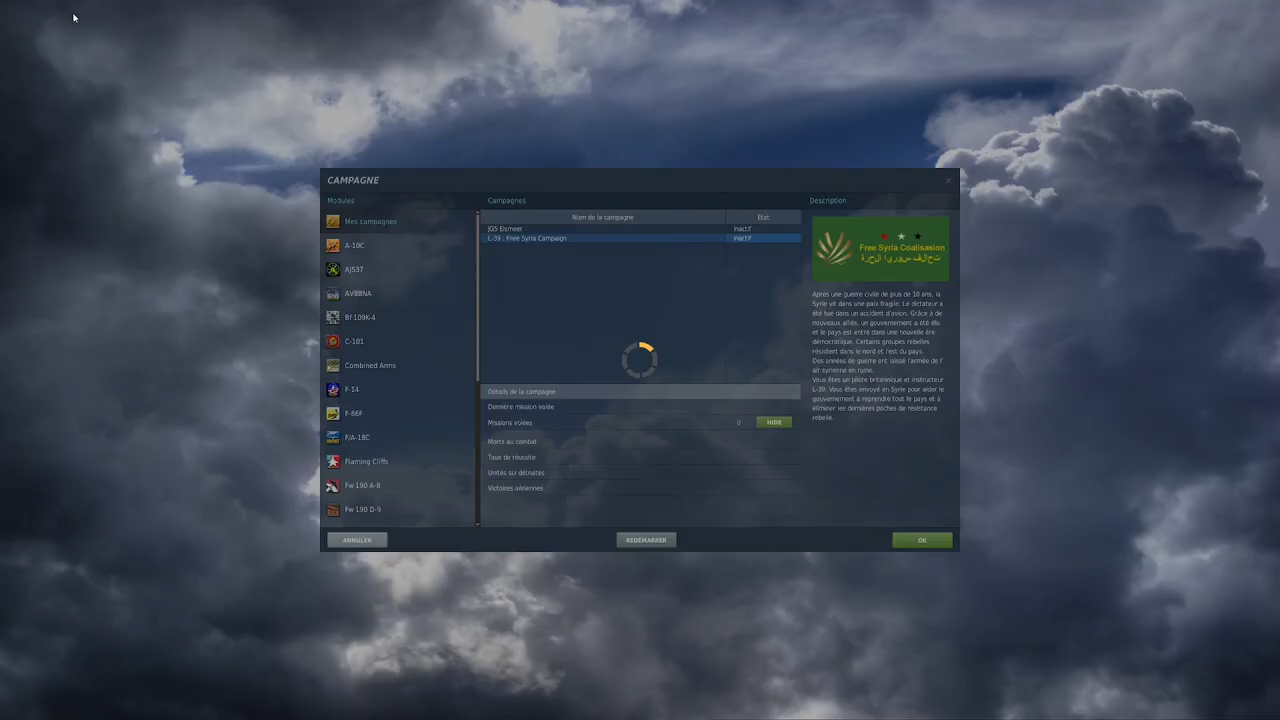 CAMPAGNE
Modules
Campagnes
Description
Mes campagnes
A-10C
AJS37
AV8BNA
Bf 109K-4
C-101
Combined Arms
F-14
F-86F
F/A-18C
Flaming Cliffs
Fw 190 A-8
Fw 190 D-9
Nom de la campagne
Etat
JG5 Eismeer
Inactif
L-39 : Free Syria Campaign
Inactif
Détails de la campagne
Dernière mission volée
Missions volées
0
HIDE
Morts au combat
Taux de réussite
Unités sol détruites
Victoires aériennes
Free Syria Coalisasion
تحالف سوريا الحرة
Après une guerre civile de plus de 10 ans, la
Syrie vit dans une paix fragile. Le dictateur a
été tué dans un accident d'avion. Grâce à de
nouveaux alliés, un gouvernement a été élu
et le pays est entré dans une nouvelle ère
démocratique. Certains groupes rebelles
résistent dans le nord et l'est du pays.
Des années de guerre ont laissé l'armée de l'
air syrienne en ruine.
Vous êtes un pilote britannique et instructeur
L-39. Vous êtes envoyé en Syrie pour aider le
gouvernement à reprendre tout le pays et à
éliminer les dernières poches de résistance
rebelle.
ANNULER
REDÉMARRER
OK